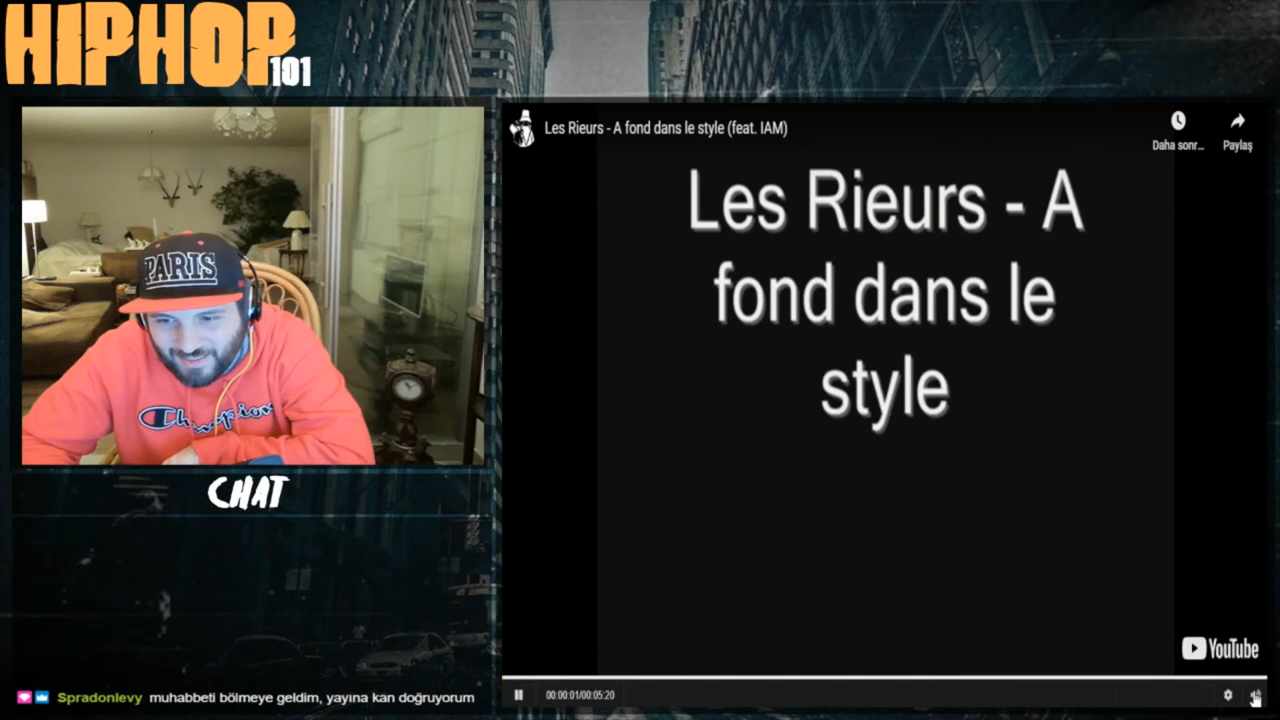 HIPHOP
101
Les Rieurs - A fond dans le style (feat. IAM)
Daha sonr...
Paylaş
Les Rieurs - A
fond dans le
style
PARIS
Champion
CHAT
YouTube
Spradonlevy muhabbeti bölmeye geldim, yayına kan doğruyorum
00:00:01/00:05:20